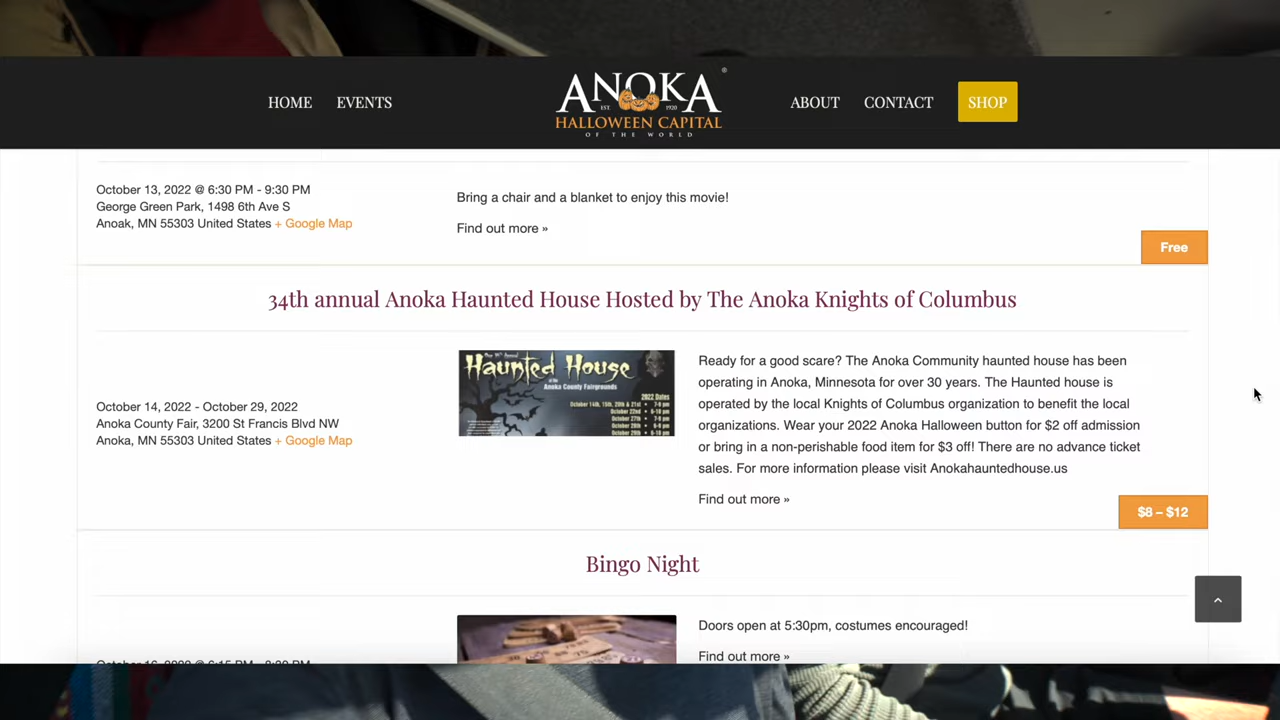 HOME
EVENTS
ANOKA
®
EST. 1920
HALLOWEEN CAPITAL
OF THE WORLD
ABOUT
CONTACT
SHOP
October 13, 2022 @ 6:30 PM - 9:30 PM
George Green Park, 1498 6th Ave S
Anoak, MN 55303 United States + Google Map
Bring a chair and a blanket to enjoy this movie!
Find out more »
Free
34th annual Anoka Haunted House Hosted by The Anoka Knights of Columbus
October 14, 2022 - October 29, 2022
Anoka County Fair, 3200 St Francis Blvd NW
Anoka, MN 55303 United States + Google Map
Haunted House
Anoka County Fairgrounds
2022 Dates
Ready for a good scare? The Anoka Community haunted house has been
operating in Anoka, Minnesota for over 30 years. The Haunted house is
operated by the local Knights of Columbus organization to benefit the local
organizations. Wear your 2022 Anoka Halloween button for $2 off admission
or bring in a non-perishable food item for $3 off! There are no advance ticket
sales. For more information please visit Anokahauntedhouse.us
Find out more »
$8 – $12
Bingo Night
Doors open at 5:30pm, costumes encouraged!
Find out more »